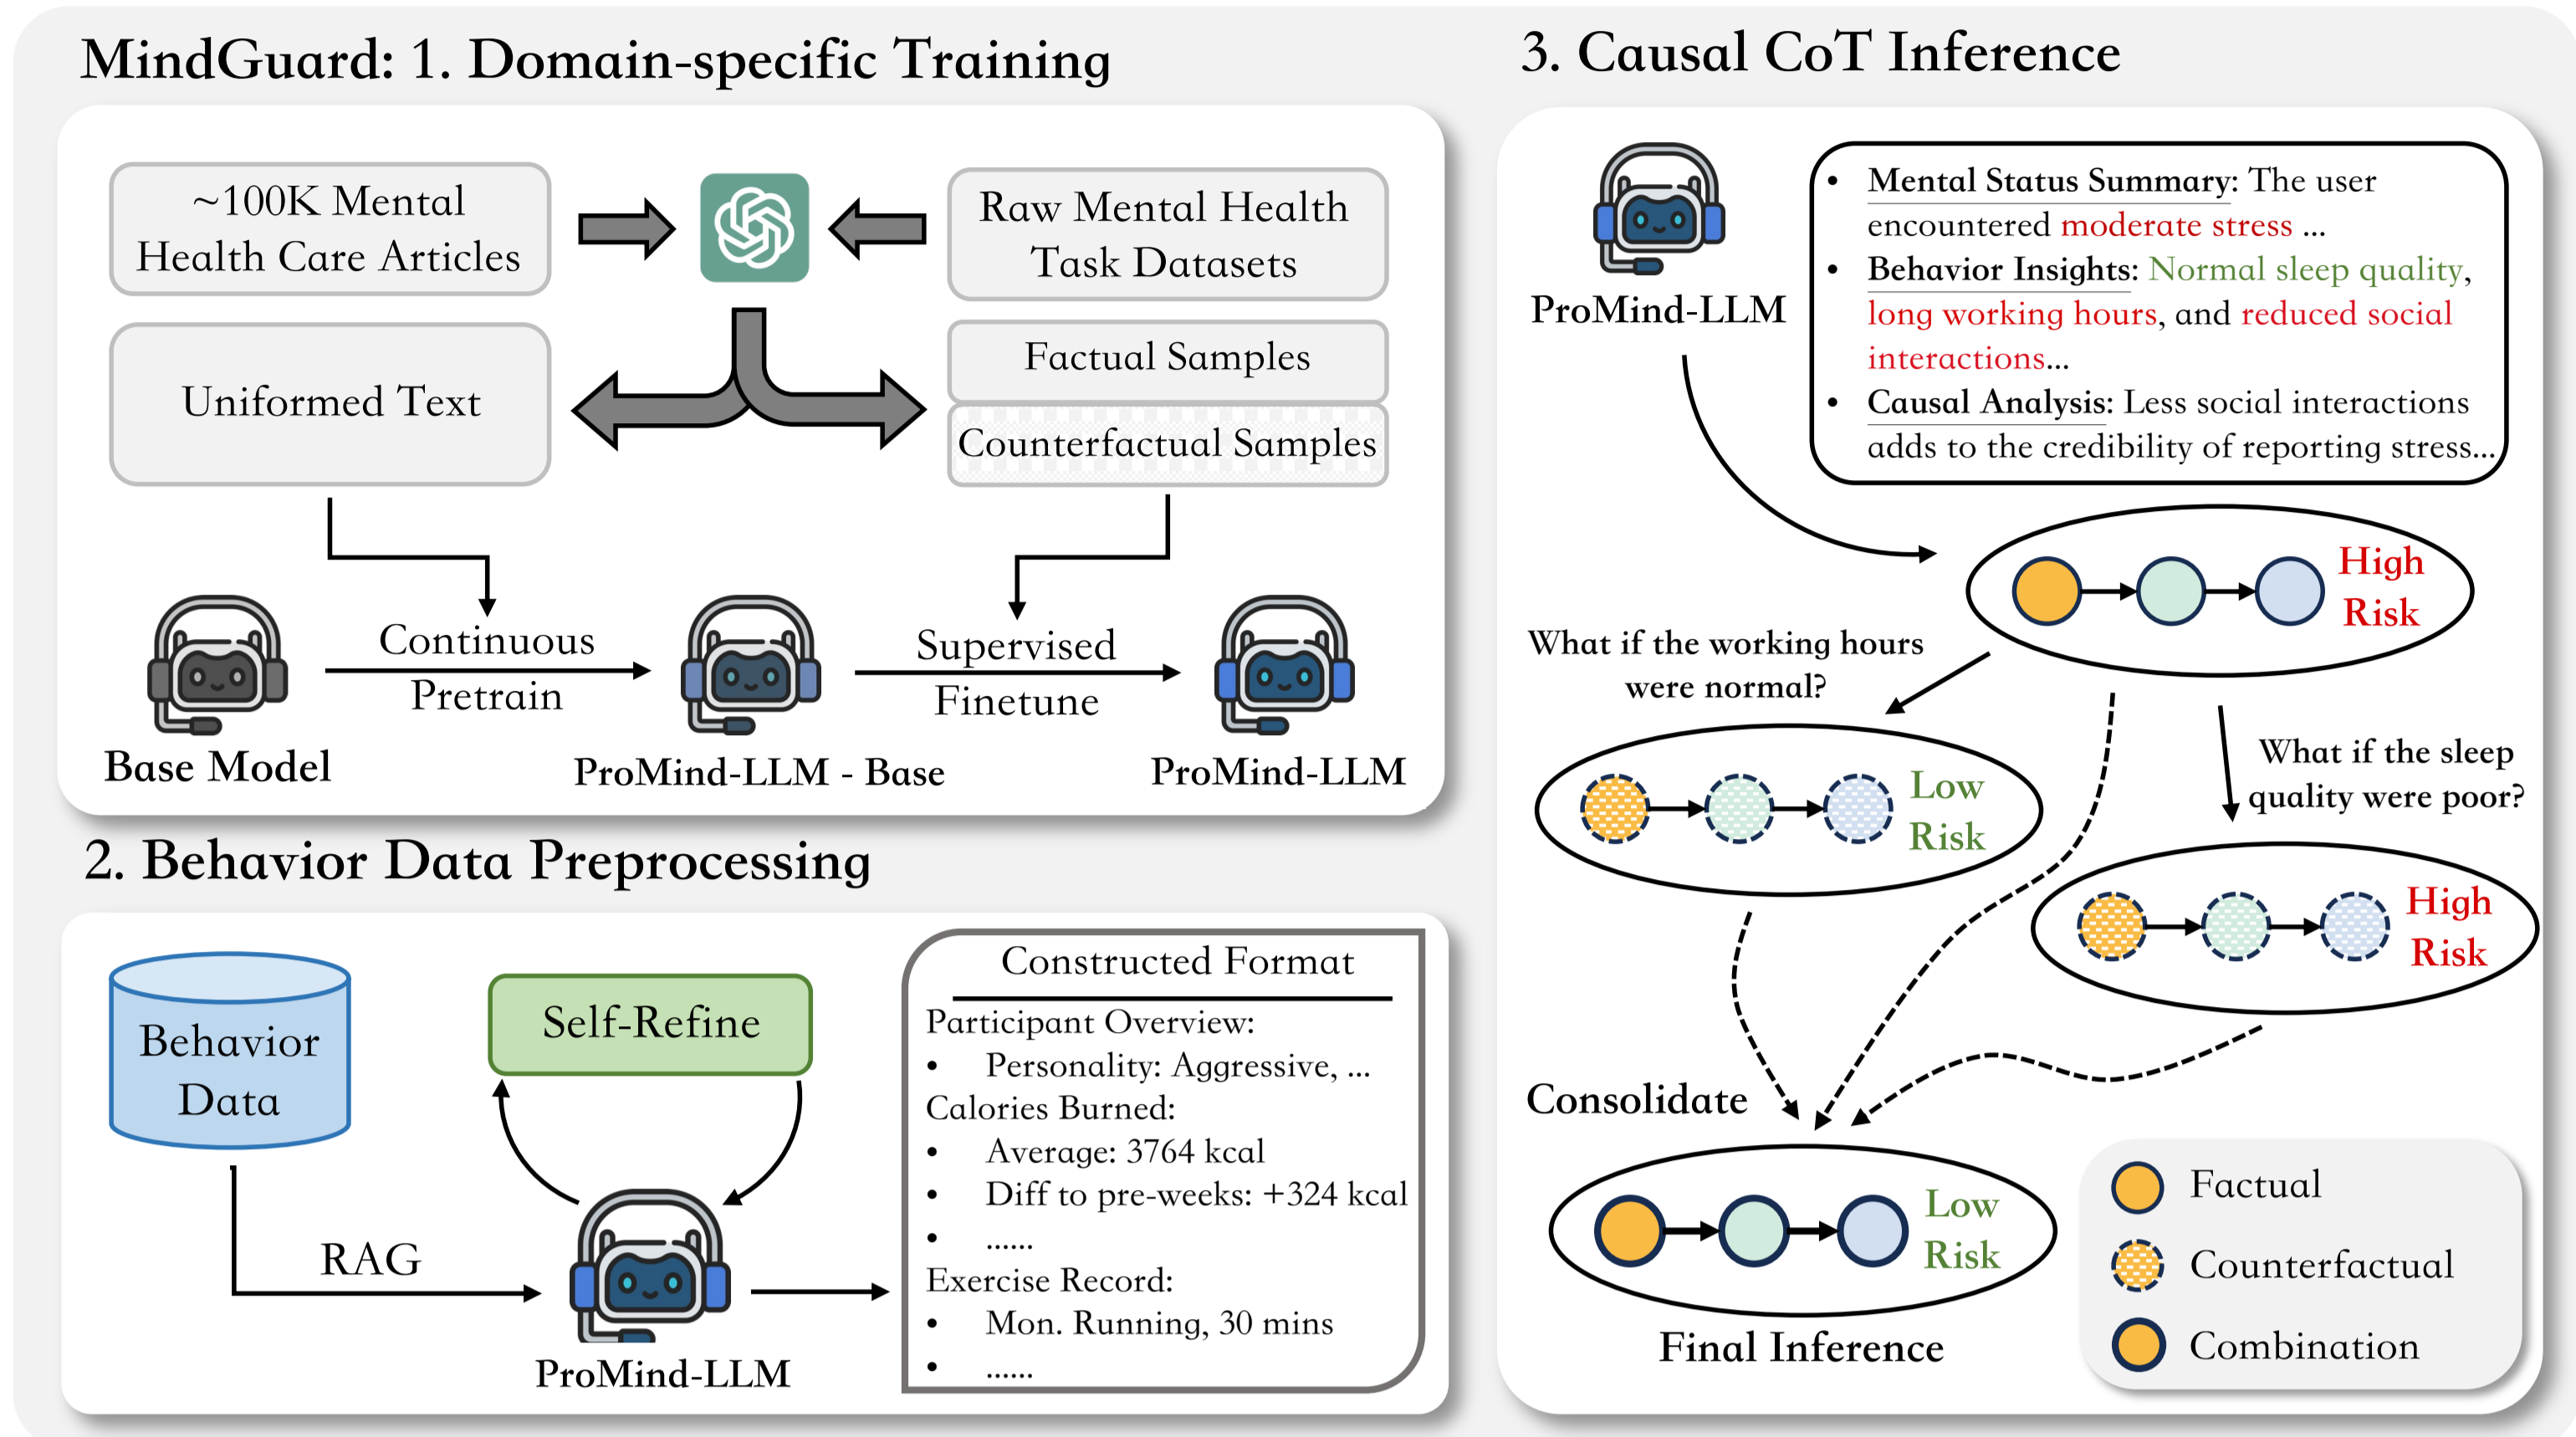 MindGuard: 1. Domain-specific Training
~100K Mental
Health Care Articles
Raw Mental Health
Task Datasets
Uniformed Text
Factual Samples
Counterfactual Samples
Continuous
Pretrain
Supervised
Finetune
Base Model
ProMind-LLM - Base
ProMind-LLM
2. Behavior Data Preprocessing
Behavior
Data
Self-Refine
RAG
ProMind-LLM
Constructed Format
Participant Overview:
• Personality: Aggressive, ...
Calories Burned:
• Average: 3764 kcal
• Diff to pre-weeks: +324 kcal
• ......
Exercise Record:
• Mon. Running, 30 mins
• ......
3. Causal CoT Inference
ProMind-LLM
• Mental Status Summary: The user
encountered moderate stress ...
• Behavior Insights: Normal sleep quality,
long working hours, and reduced social
interactions...
• Causal Analysis: Less social interactions
adds to the credibility of reporting stress...
High
Risk
What if the working hours
were normal?
Low
Risk
What if the sleep
quality were poor?
High
Risk
Consolidate
Low
Risk
Final Inference
Factual
Counterfactual
Combination